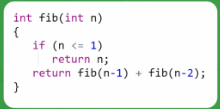 int fib(int n)
{
    if (n <= 1)
        return n;
    return fib(n-1) + fib(n-2);
}